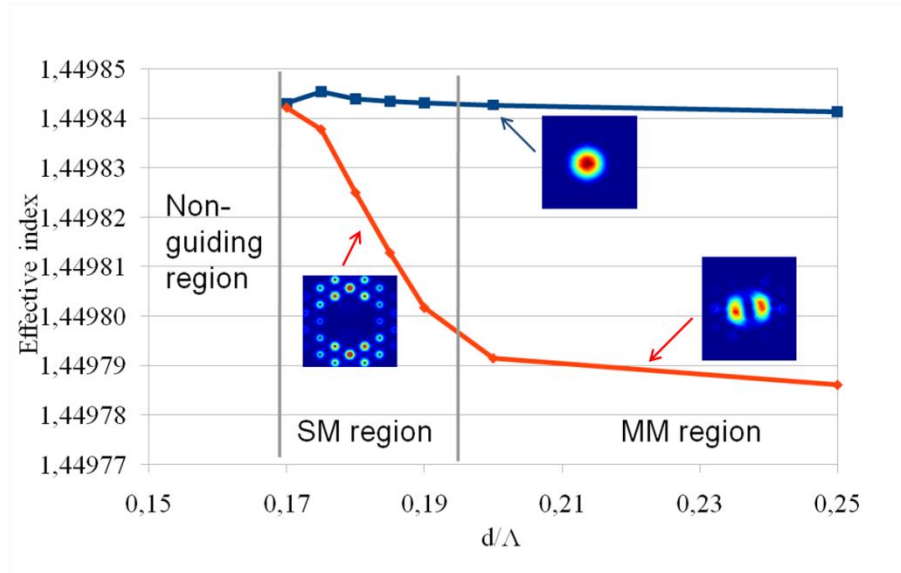 1,44985
1,44984
1,44983
1,44982
1,44981
1,44980
1,44979
1,44978
1,44977
Effective index
Non-
guiding
region
SM region
MM region
0,15
0,17
0,19
0,21
0,23
0,25
d/Λ